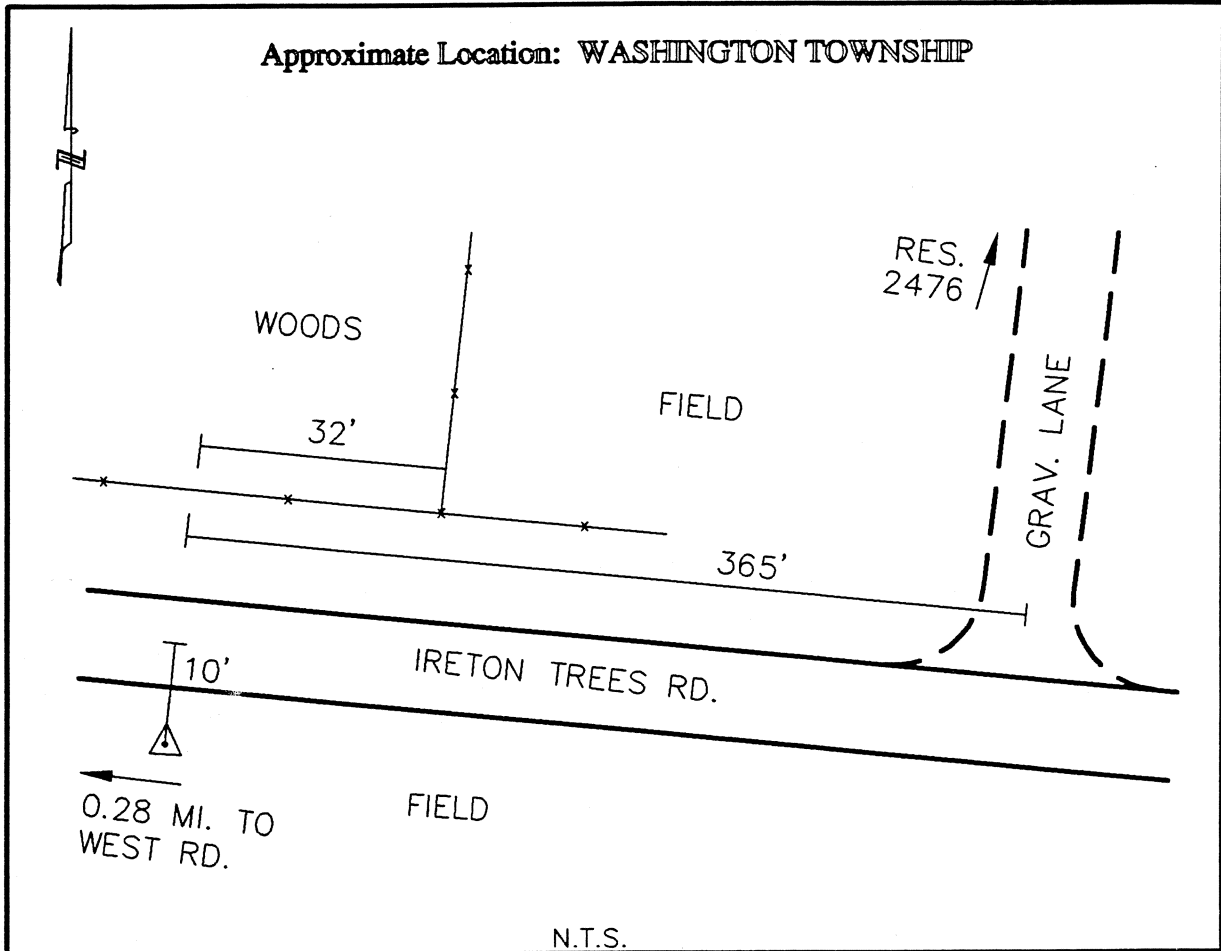 Approximate Location: WASHINGTON TOWNSHIP
N
RES.
2476
WOODS
FIELD
32'
GRAV. LANE
365'
IRETON TREES RD.
10'
0.28 MI. TO
WEST RD.
FIELD
N.T.S.